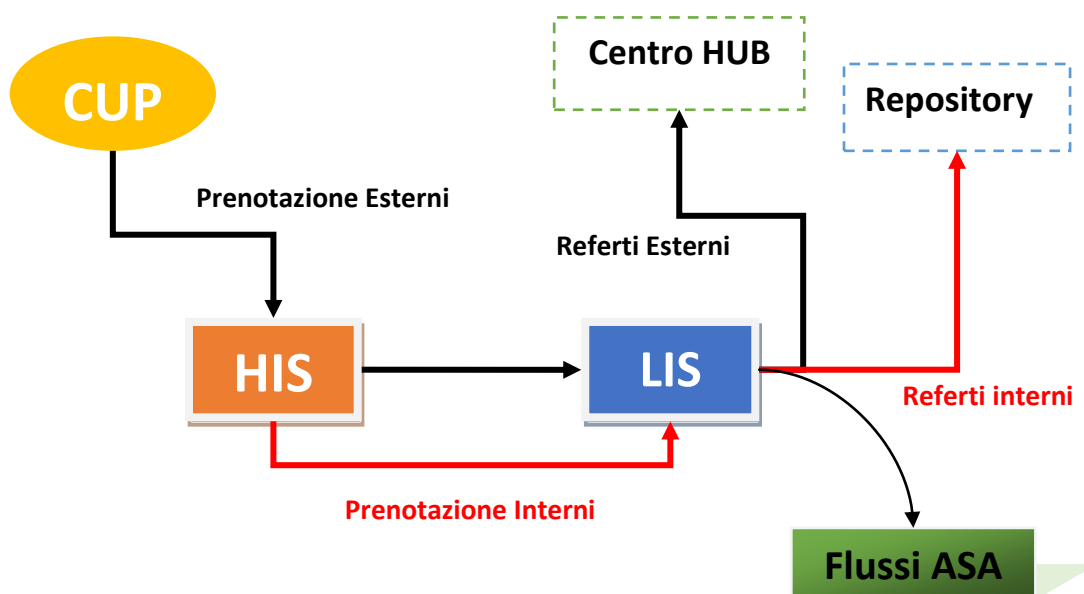 Centro HUB
CUP
Repository
Prenotazione Esterni
Referti Esterni
HIS
LIS
Referti interni
Prenotazione Interni
Flussi ASA